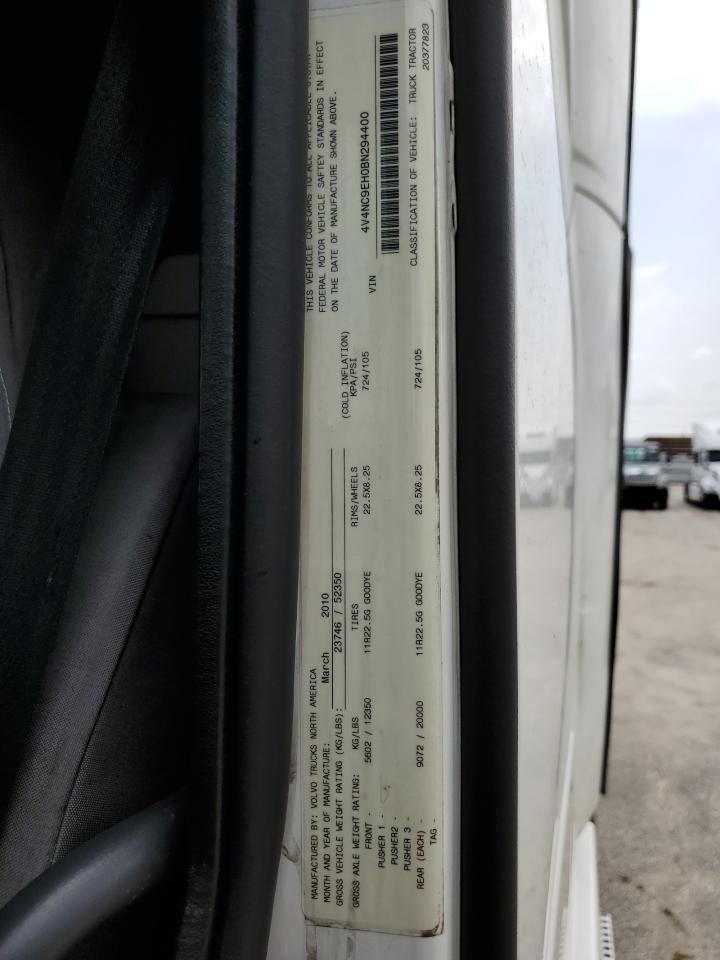 MANUFACTURED BY: VOLVO TRUCKS NORTH AMERICA
MONTH AND YEAR OF MANUFACTURE: March 2010
GROSS VEHICLE WEIGHT RATING (KG/LBS): 23746 / 52350
GROSS AXLE WEIGHT RATING: KG/LBS TIRES RIMS/WHEELS (COLD INFLATION) KPA/PSI
FRONT - 5602 / 12350 11R22.5G GOODYE 22.5X8.25 724/105
PUSHER 1 -
PUSHER2 -
PUSHER 3 -
REAR (EACH) - 9072 / 20000 11R22.5G GOODYE 22.5X8.25 724/105
TAG -
THIS VEHICLE CONFORMS TO ALL APPLICABLE
FEDERAL MOTOR VEHICLE SAFTEY STANDARDS IN EFFECT
ON THE DATE OF MANUFACTURE SHOWN ABOVE.
VIN 4V4NC9EH0BN294400
CLASSIFICATION OF VEHICLE: TRUCK TRACTOR
20377823